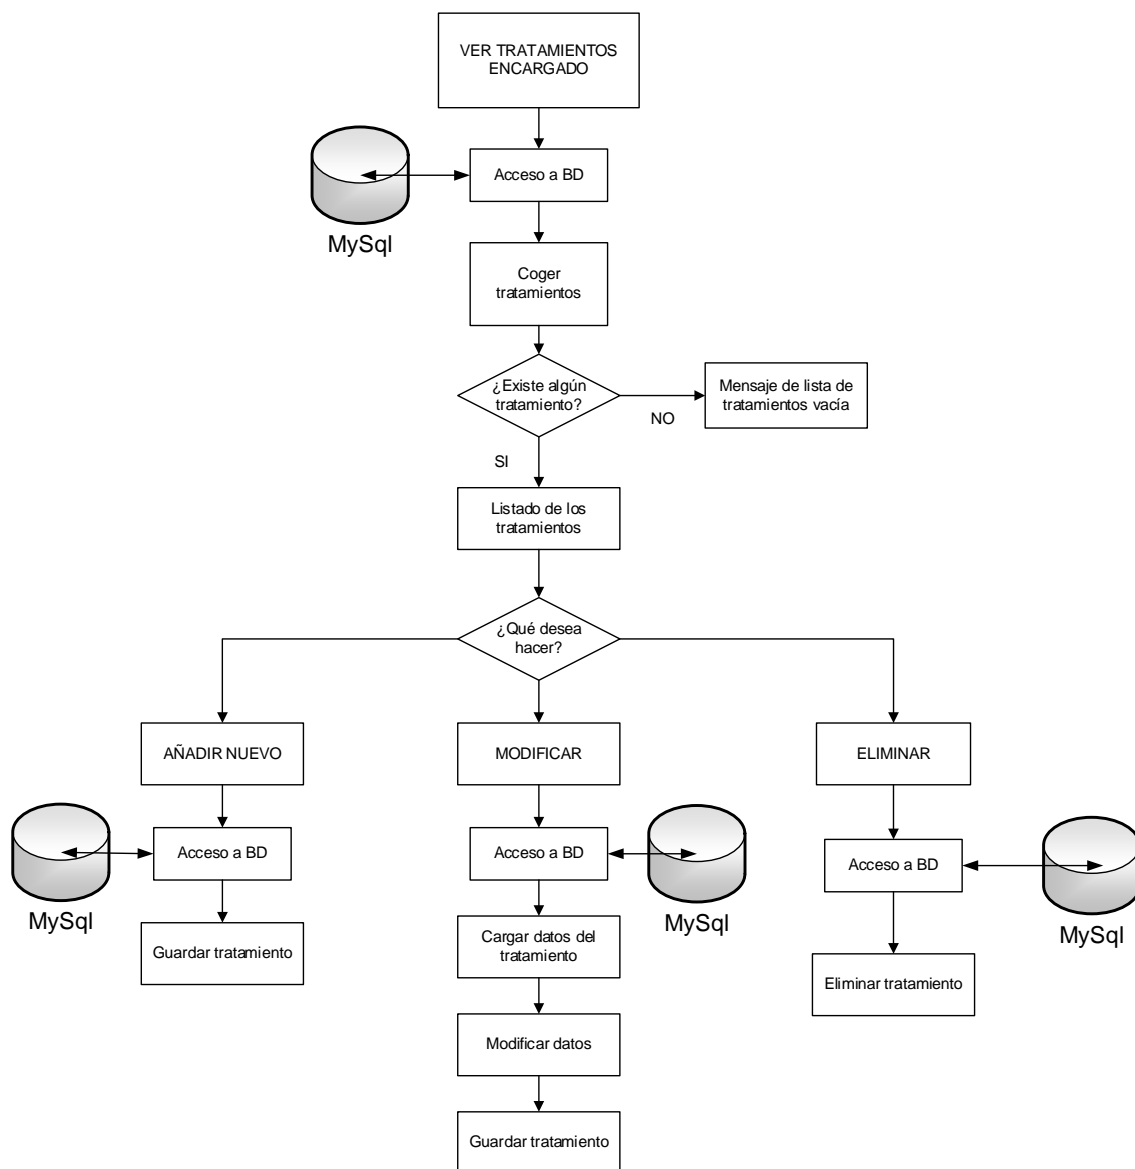 VER TRATAMIENTOS
ENCARGADO
Acceso a BD
MySql
Coger
tratamientos
¿Existe algún
tratamiento?
NO
Mensaje de lista de
tratamientos vacía
SI
Listado de los
tratamientos
¿Qué desea
hacer?
AÑADIR NUEVO
MODIFICAR
ELIMINAR
MySql
Acceso a BD
Acceso a BD
MySql
Acceso a BD
MySql
Guardar tratamiento
Cargar datos del
tratamiento
Eliminar tratamiento
Modificar datos
Guardar tratamiento